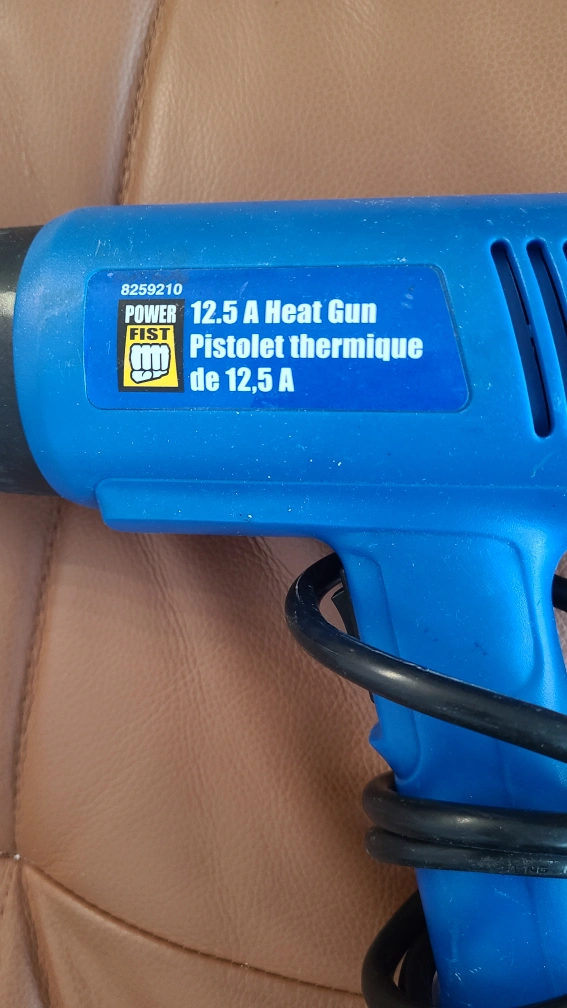 8259210
POWER
FIST
12.5 A Heat Gun
Pistolet thermique
de 12,5 A